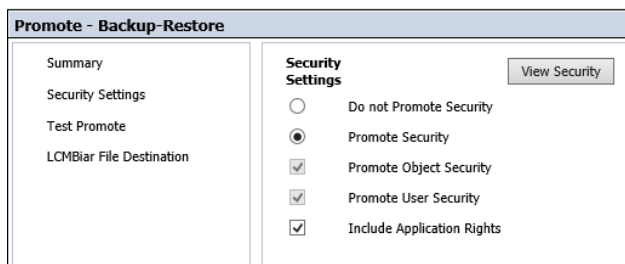 Promote - Backup-Restore
Summary
Security Settings
Test Promote
LCMBiar File Destination
Security
Settings
View Security
Do not Promote Security
Promote Security
Promote Object Security
Promote User Security
Include Application Rights